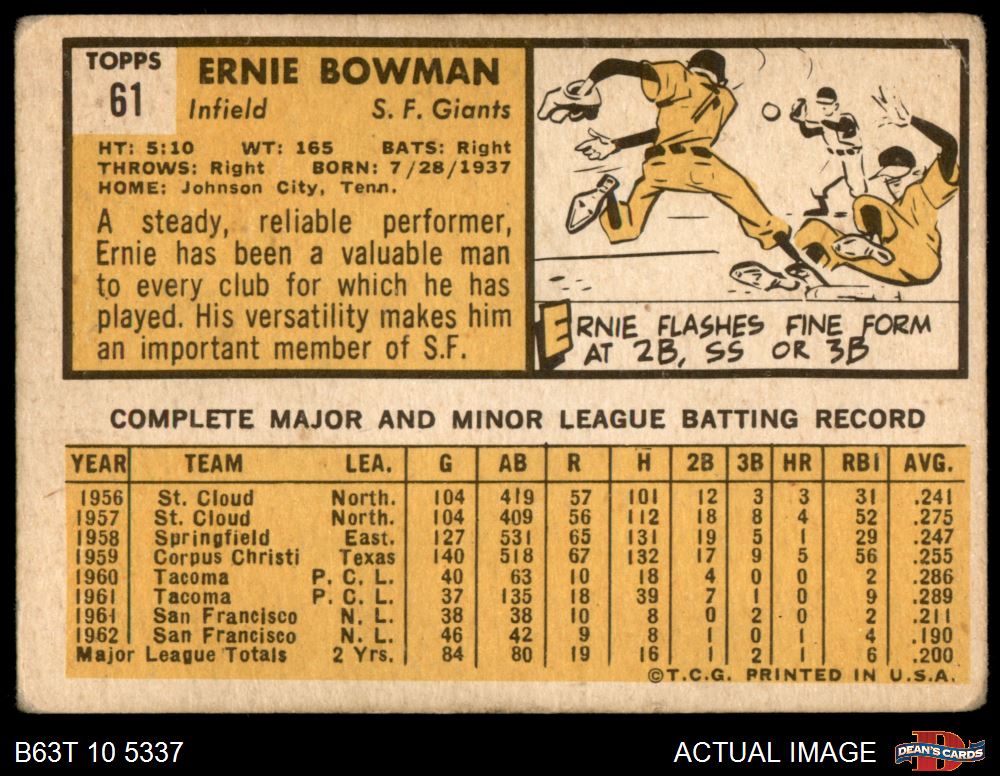 TOPPS
61
ERNIE BOWMAN
Infield S. F. Giants
HT: 5:10 WT: 165 BATS: Right
THROWS: Right BORN: 7/28/1937
HOME: Johnson City, Tenn.
A steady, reliable performer,
Ernie has been a valuable man
to every club for which he has
played. His versatility makes him
an important member of S.F.
ERNIE FLASHES FINE FORM
AT 2B, SS OR 3B
COMPLETE MAJOR AND MINOR LEAGUE BATTING RECORD
YEAR TEAM LEA. G AB R H 2B 3B HR RBI AVG.
1956 St. Cloud North. 104 419 57 101 12 3 3 31 .241
1957 St. Cloud North. 104 409 56 112 18 8 4 52 .275
1958 Springfield East. 127 531 65 131 19 5 1 29 .247
1959 Corpus Christi Texas 140 518 67 132 17 9 5 56 .255
1960 Tacoma P. C. L. 40 63 10 18 4 0 0 2 .286
1961 Tacoma P. C. L. 37 135 18 39 7 1 0 9 .289
1961 San Francisco N. L. 38 38 10 8 0 2 0 2 .211
1962 San Francisco N. L. 46 42 9 8 1 0 1 4 .190
Major League Totals 2 Yrs. 84 80 19 16 1 2 1 6 .200
©T.C.G. PRINTED IN U.S.A.
B63T 10 5337 ACTUAL IMAGE DEAN'S CARDS